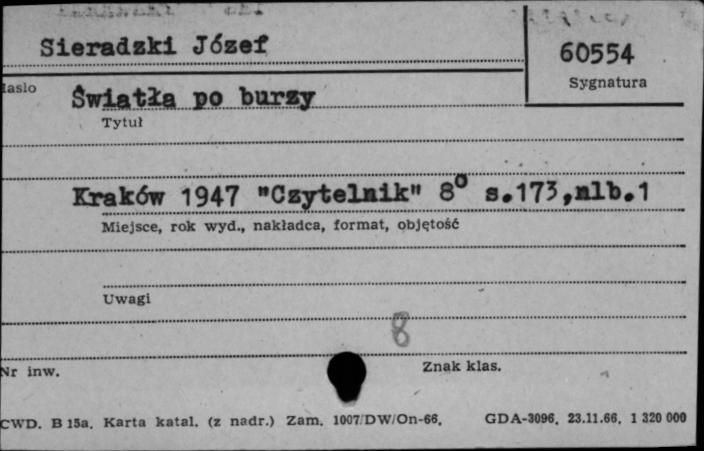 Sieradzki Józef
60554
Sygnatura
Hasło
Światła po burzy
Tytuł
Kraków 1947 "Czytelnik" 8⁰ s.173,nlb.1
Miejsce, rok wyd., nakładca, format, objętość
Uwagi
8
Nr inw.
Znak klas.
CWD. B 15a. Karta katal. (z nadr.) Zam. 1007/DW/On-66. GDA-3096. 23.11.66. 1 320 000